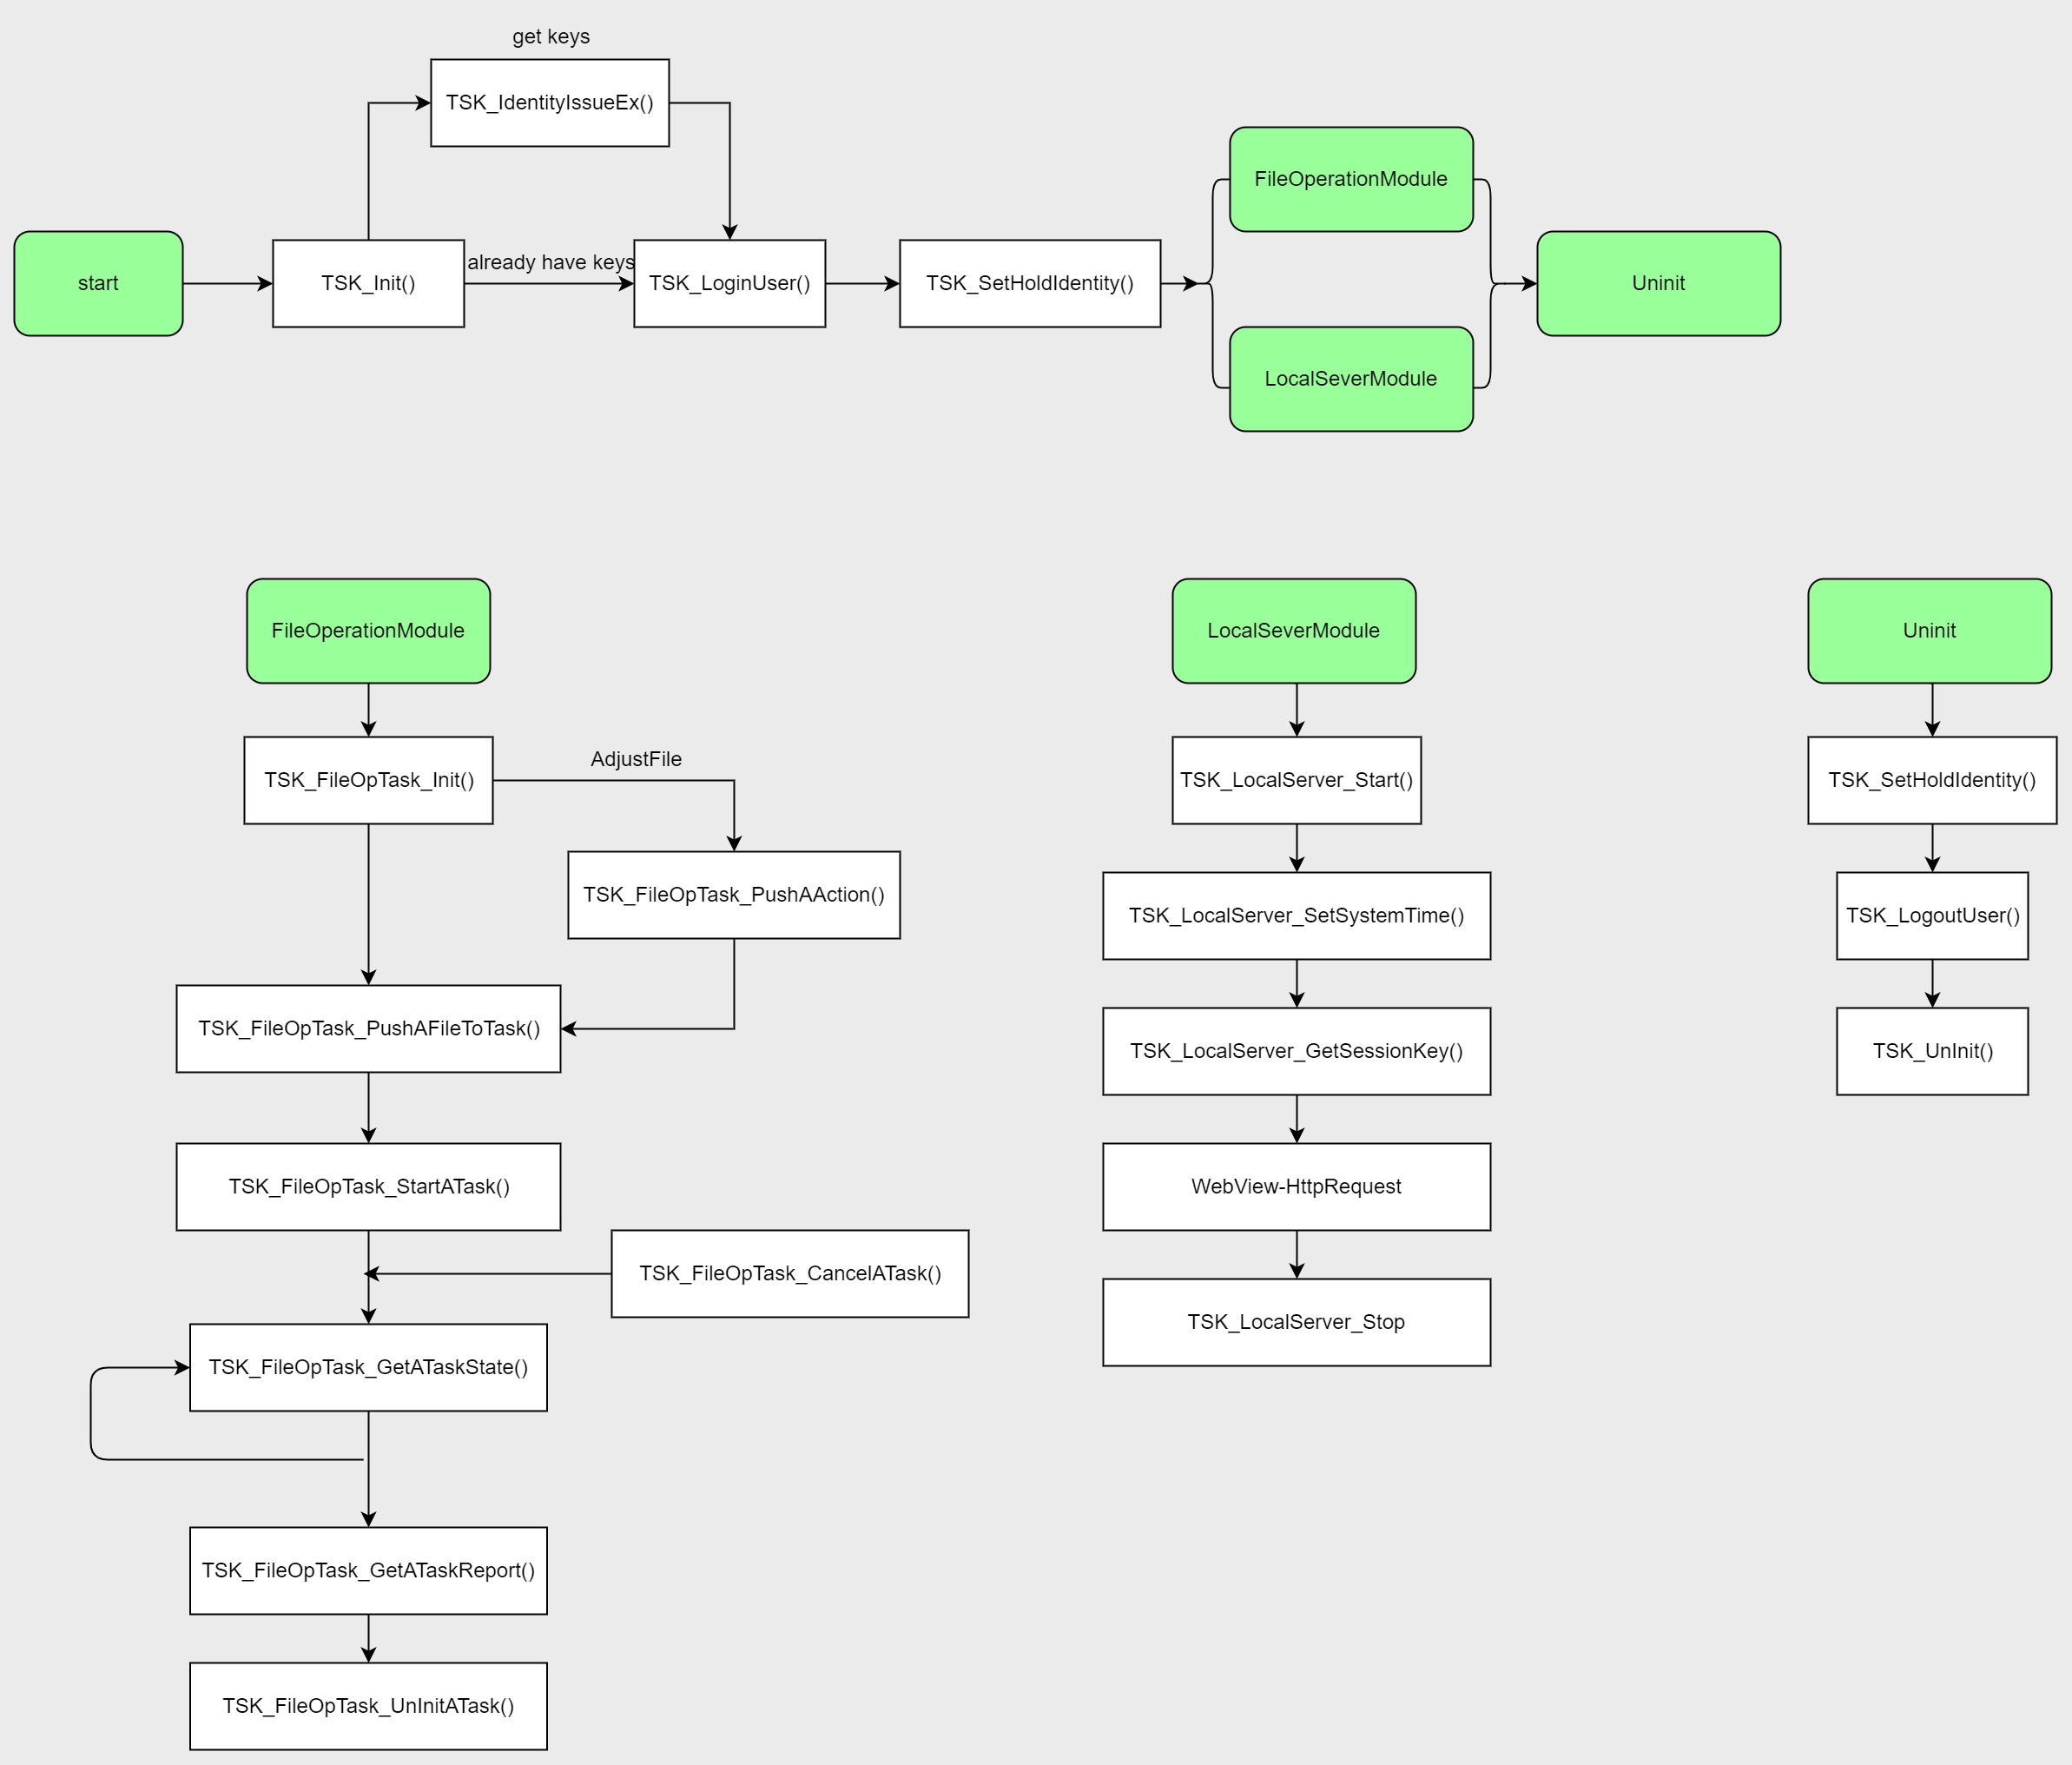 get keys
TSK_IdentityIssueEx()
start
TSK_Init()
already have keys
TSK_LoginUser()
TSK_SetHoldIdentity()
FileOperationModule
LocalSeverModule
Uninit
FileOperationModule
TSK_FileOpTask_Init()
AdjustFile
TSK_FileOpTask_PushAAction()
TSK_FileOpTask_PushAFileToTask()
TSK_FileOpTask_StartATask()
TSK_FileOpTask_CancelATask()
TSK_FileOpTask_GetATaskState()
TSK_FileOpTask_GetATaskReport()
TSK_FileOpTask_UnInitATask()
LocalSeverModule
TSK_LocalServer_Start()
TSK_LocalServer_SetSystemTime()
TSK_LocalServer_GetSessionKey()
WebView-HttpRequest
TSK_LocalServer_Stop
Uninit
TSK_SetHoldIdentity()
TSK_LogoutUser()
TSK_UnInit()